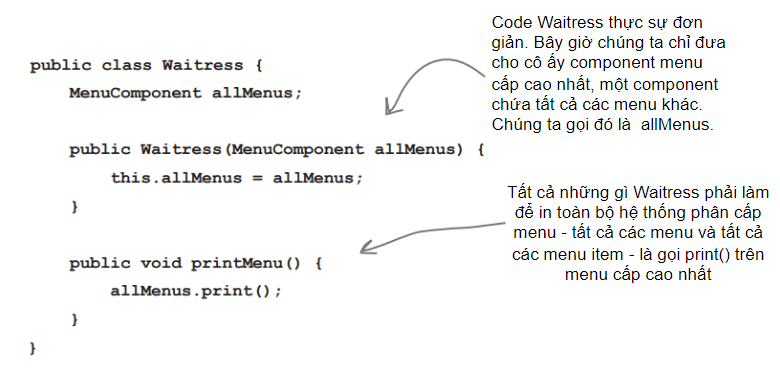 public class Waitress {
MenuComponent allMenus;
public Waitress(MenuComponent allMenus) {
this.allMenus = allMenus;
}
public void printMenu() {
allMenus.print();
}
}
Code Waitress thực sự đơn
giản. Bây giờ chúng ta chỉ đưa
cho cô ấy component menu
cấp cao nhất, một component
chứa tất cả các menu khác.
Chúng ta gọi đó là allMenus.
Tất cả những gì Waitress phải làm
để in toàn bộ hệ thống phân cấp
menu - tất cả các menu và tất cả
các menu item - là gọi print() trên
menu cấp cao nhất